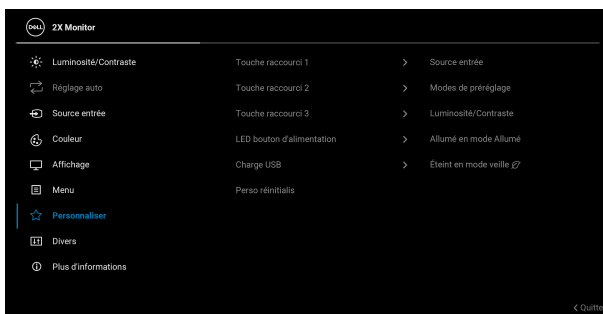 DELL 2X Monitor
Luminosité/Contraste Touche raccourci 1 > Source entrée
Réglage auto Touche raccourci 2 > Modes de préréglage
Source entrée Touche raccourci 3 > Luminosité/Contraste
Couleur LED bouton d'alimentation > Allumé en mode Allumé
Affichage Charge USB > Éteint en mode veille
Menu Perso réinitialis
Personnaliser
Divers
Plus d'informations
< Quitte